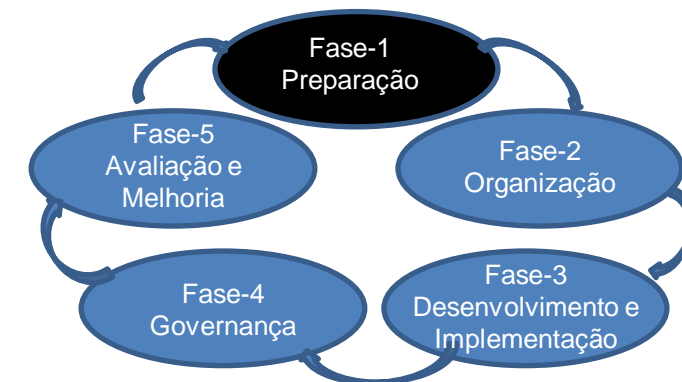 Fase-1
Preparação
Fase-2
Organização
Fase-3
Desenvolvimento e
Implementação
Fase-4
Governança
Fase-5
Avaliação e
Melhoria